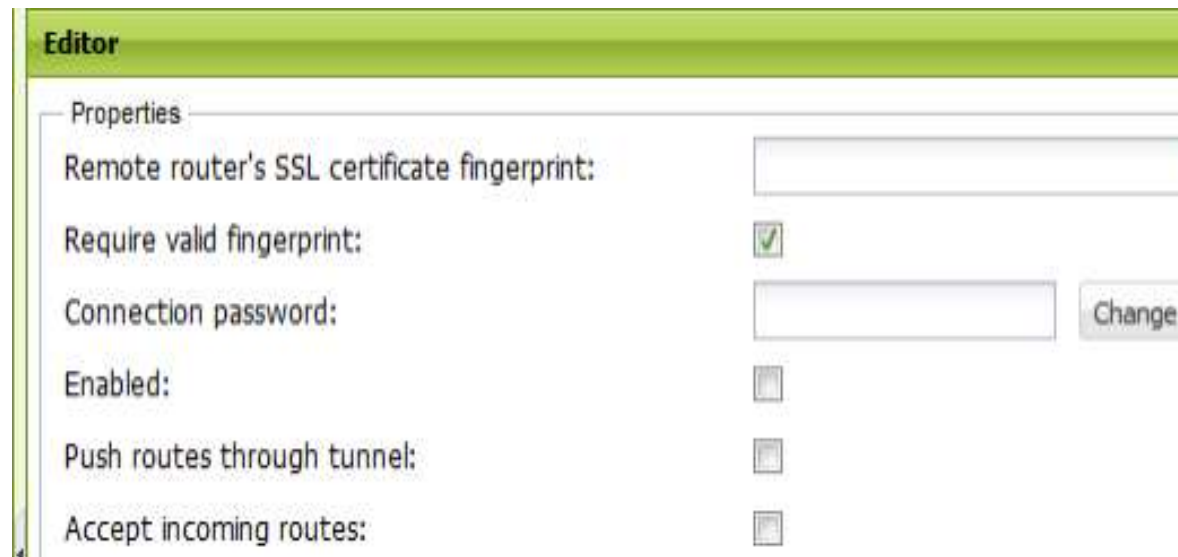 Editor
Properties
Remote router's SSL certificate fingerprint:
Require valid fingerprint:
Connection password:
Change
Enabled:
Push routes through tunnel:
Accept incoming routes: